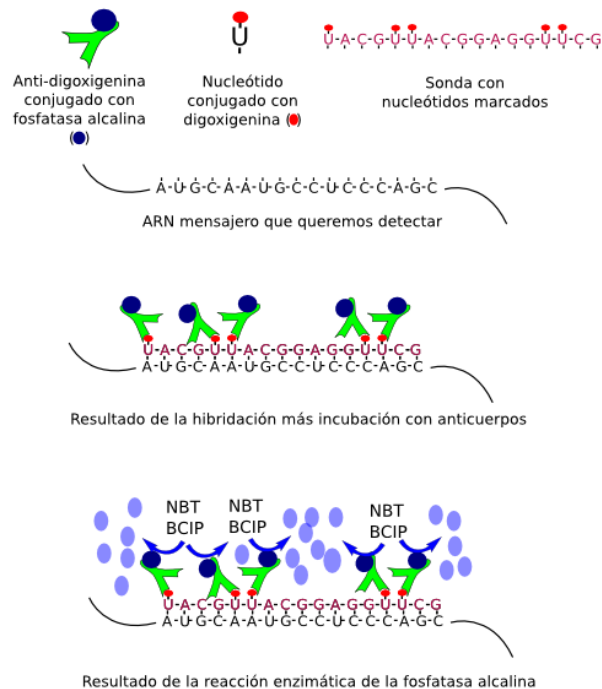 U
U-A-C-G-U-U-A-C-G-G-A-G-G-U-U-C-G
Anti-digoxigenina
conjugado con
fosfatasa alcalina
( )
Nucleótido
conjugado con
digoxigenina ( )
Sonda con
nucleótidos marcados
A-U-G-C-A-A-U-G-C-C-U-C-C-C-A-G-C
ARN mensajero que queremos detectar
U-A-C-G-U-U-A-C-G-G-A-G-G-U-U-C-G
A-U-G-C-A-A-U-G-C-C-U-C-C-C-A-G-C
Resultado de la hibridación más incubación con anticuerpos
NBT
BCIP
NBT
BCIP
NBT
BCIP
U-A-C-G-U-U-A-C-G-G-A-G-G-U-U-C-G
A-U-G-C-A-A-U-G-C-C-U-C-C-C-A-G-C
Resultado de la reacción enzimática de la fosfatasa alcalina